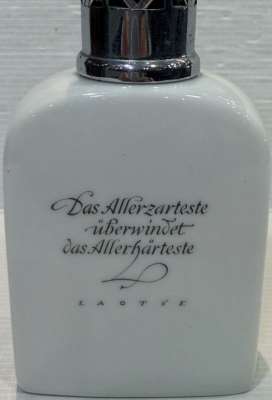 Das Allerzarteste
überwindet
das Allerhärteste
LAOTSE